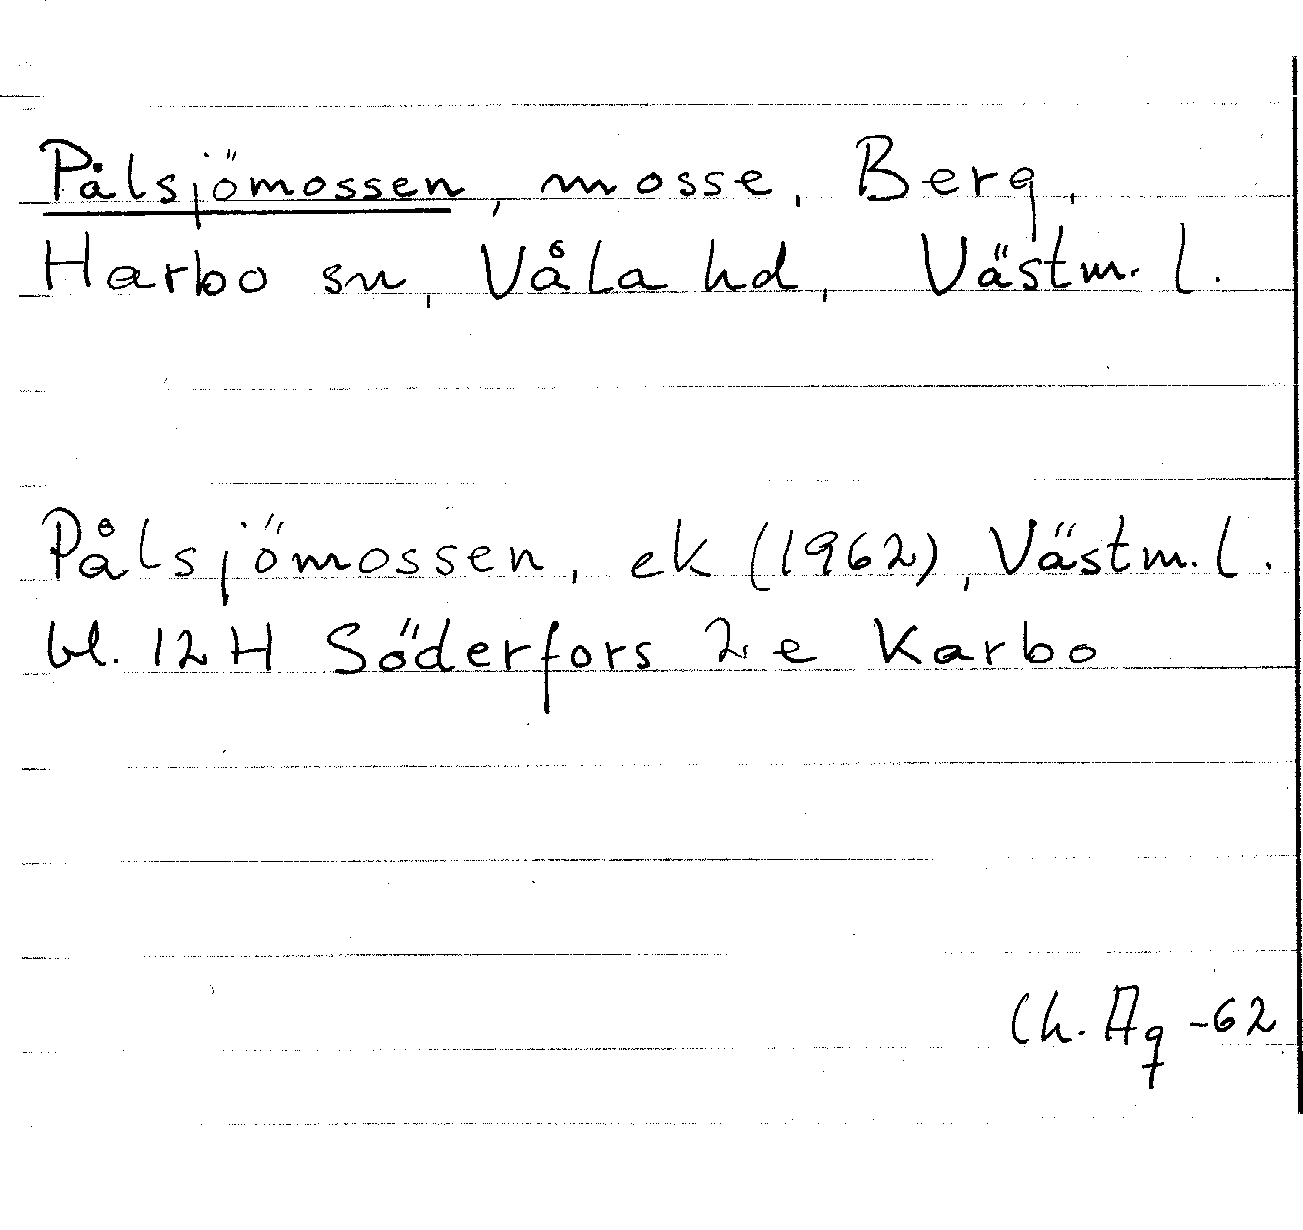 Pålsjömossen, mosse, Berg,
Harbo sn, Våla hd, Västm. l.
Pålsjömossen, ek (1962), Västm. l.
bl. 12 H Söderfors 2 e Karbo
Ch. Ag -62